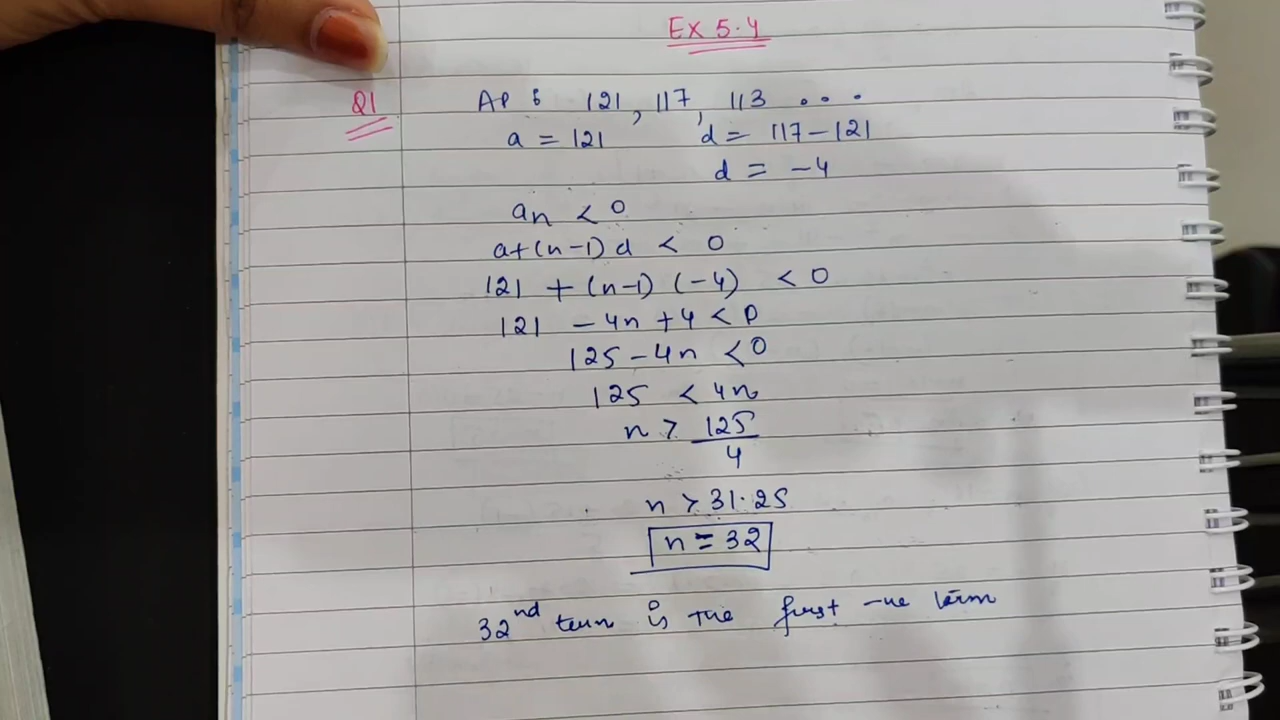 Ex 5.4
Q1 AP : 121, 117, 113 ...
a = 121 d = 117-121
d = -4
an < 0
a+(n-1)d < 0
121 + (n-1) (-4) < 0
121 -4n +4 < 0
125 -4n < 0
125 < 4n
n > 125/4
n > 31.25
n = 32
32nd term is the first -ve term